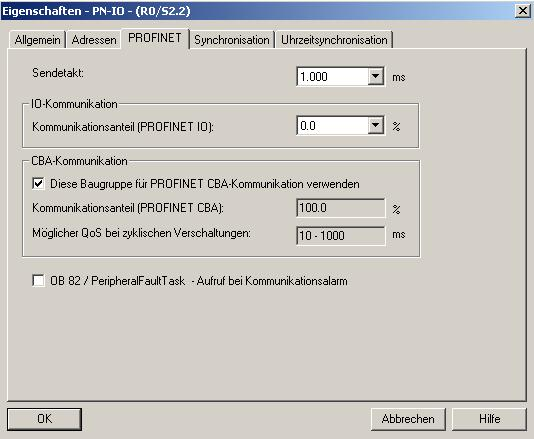 Eigenschaften - PN-IO - (R0/S2.2)
Allgemein Adressen PROFINET Synchronisation Uhrzeitsynchronisation
Sendetakt: 1.000 ms
IO-Kommunikation
Kommunikationsanteil (PROFINET IO): 0.0 %
CBA-Kommunikation
Diese Baugruppe für PROFINET CBA-Kommunikation verwenden
Kommunikationsanteil (PROFINET CBA): 100.0 %
Möglicher QoS bei zyklischen Verschaltungen: 10 - 1000 ms
OB 82 / PeripheralFaultTask - Aufruf bei Kommunikationsalarm
OK Abbrechen Hilfe